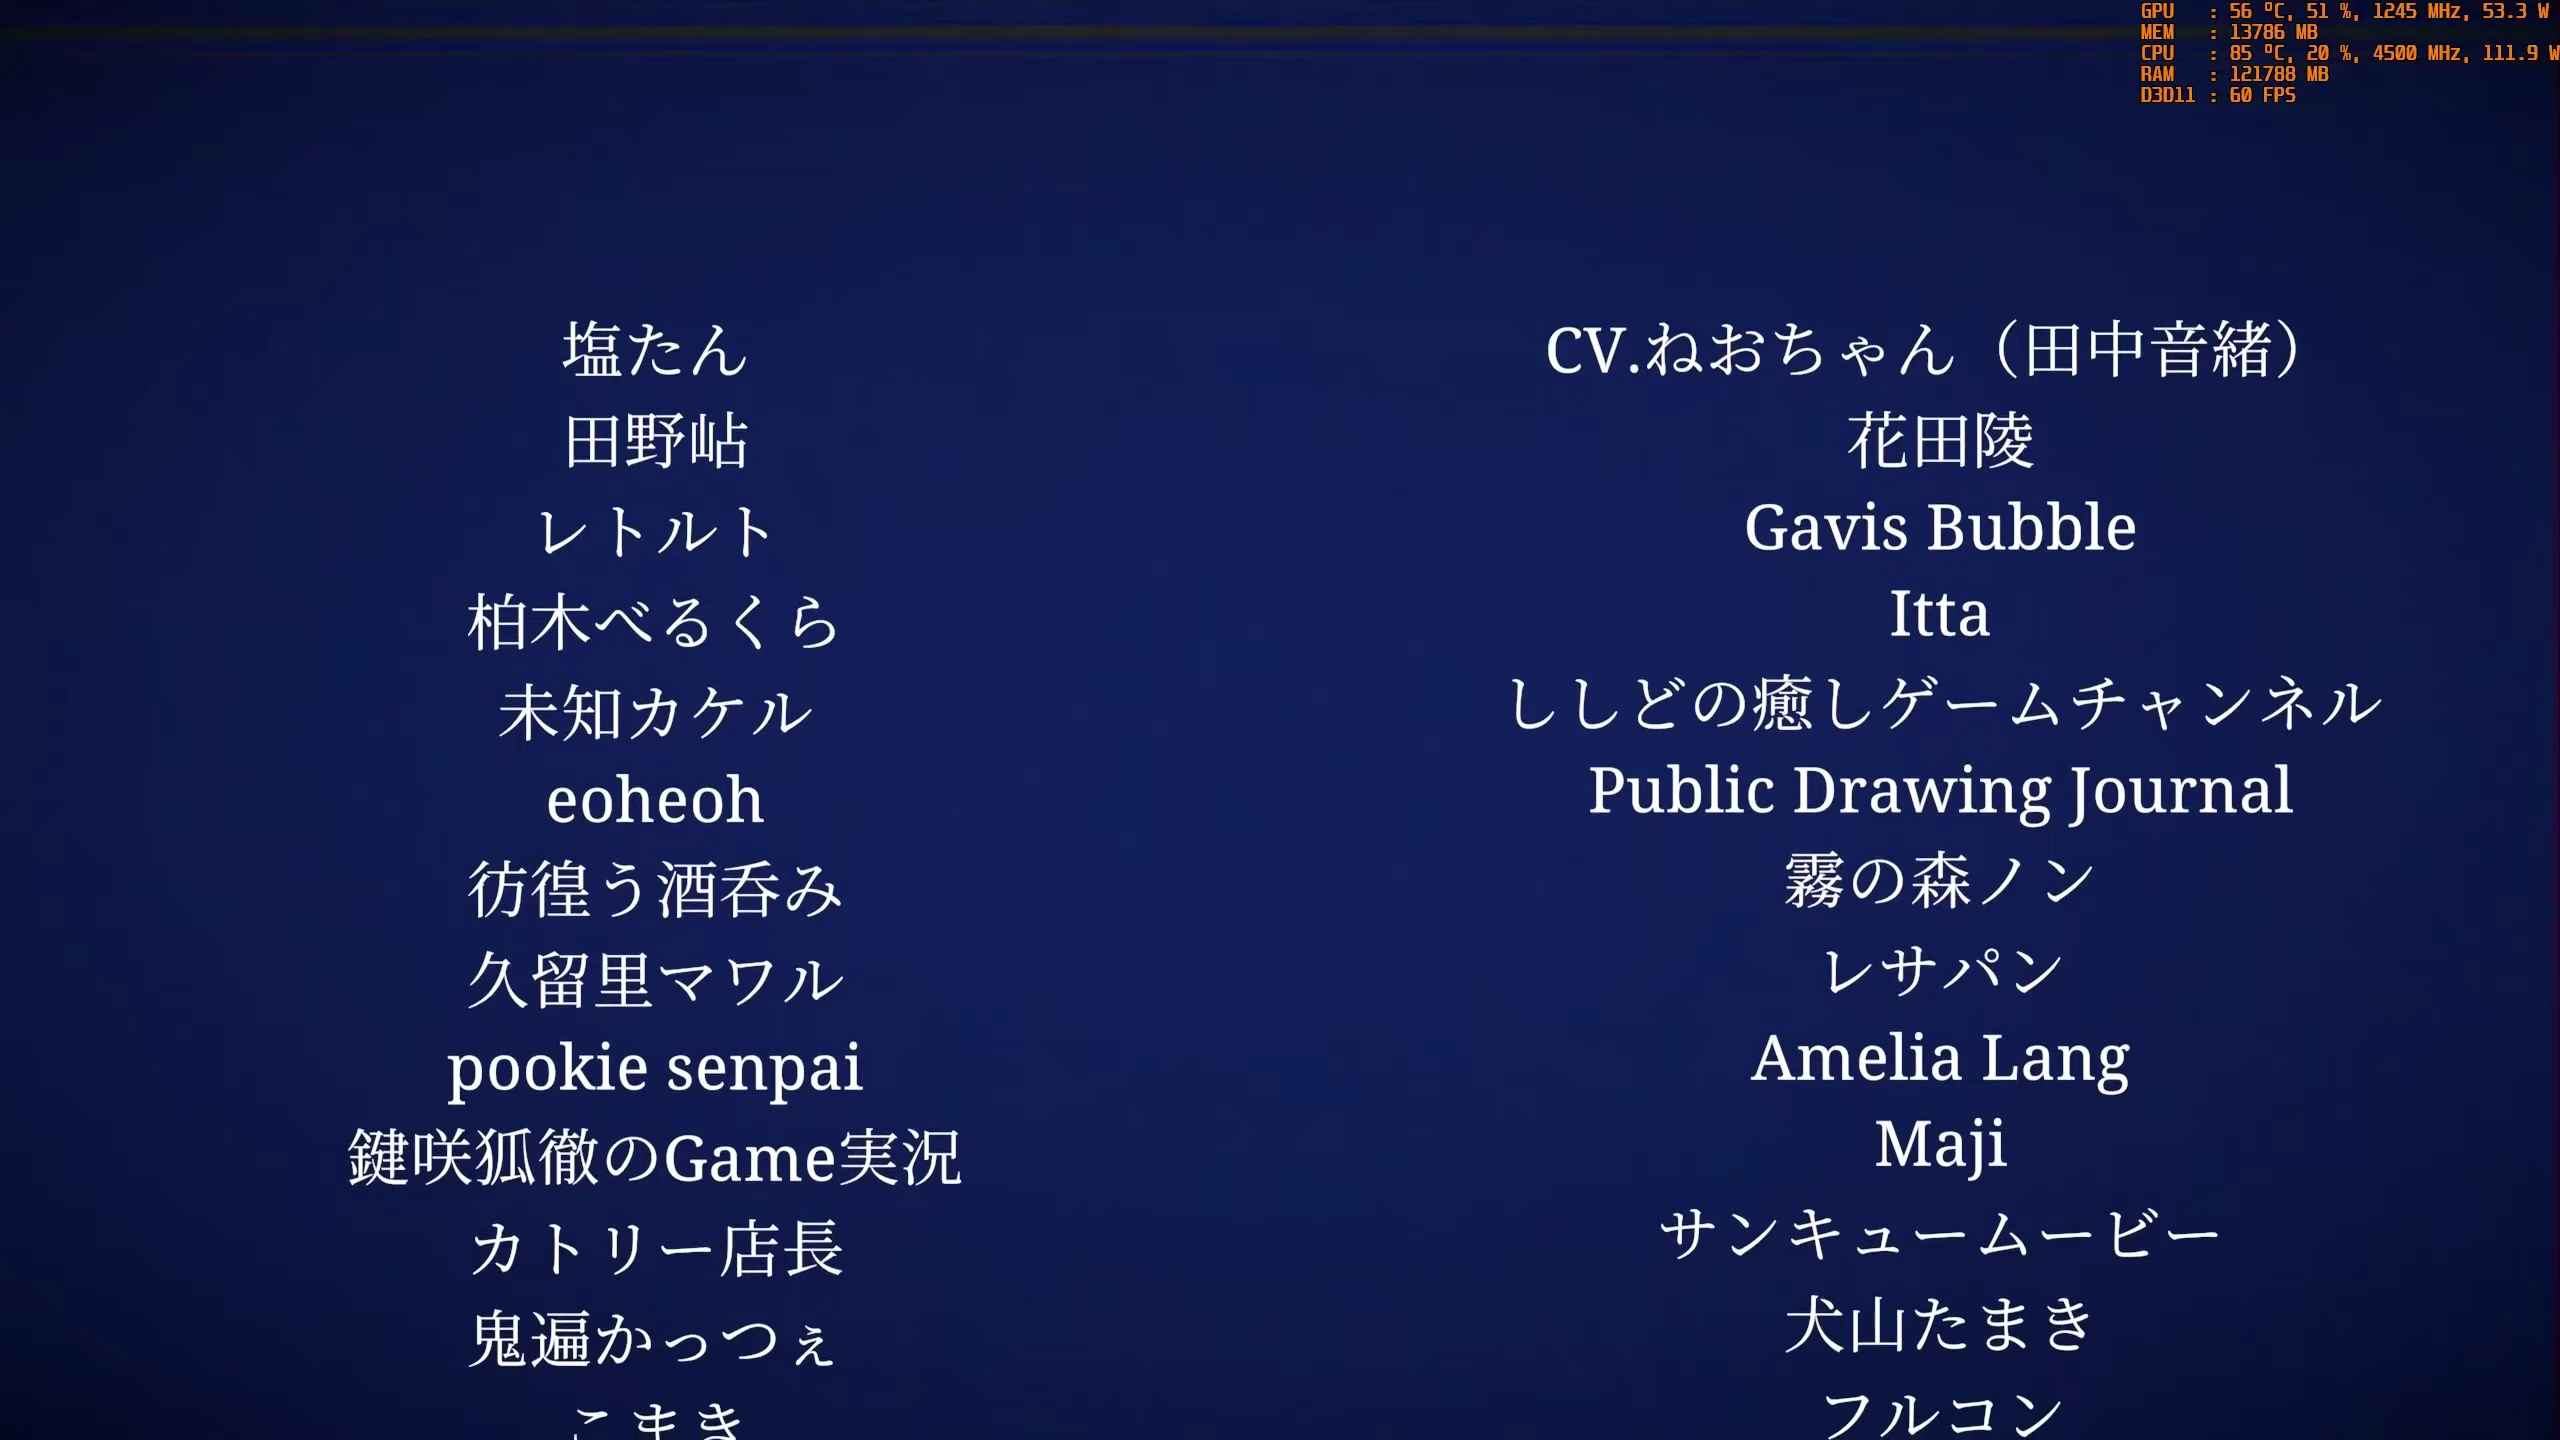 GPU : 56 °C, 51 %, 1245 MHz, 53.3 W
MEM : 13786 MB
CPU : 85 °C, 20 %, 4500 MHz, 111.9 W
RAM : 121788 MB
D3D11 : 60 FPS
塩たん
田野岾
レトルト
柏木べるくら
未知カケル
eoheoh
彷徨う酒呑み
久留里マワル
pookie senpai
鍵咲狐徹のGame実況
カトリー店長
鬼遍かっつぇ
こまき
CV.ねおちゃん（田中音緒）
花田陵
Gavis Bubble
Itta
ししどの癒しゲームチャンネル
Public Drawing Journal
霧の森ノン
レサパン
Amelia Lang
Maji
サンキュームービー
犬山たまき
フルコン